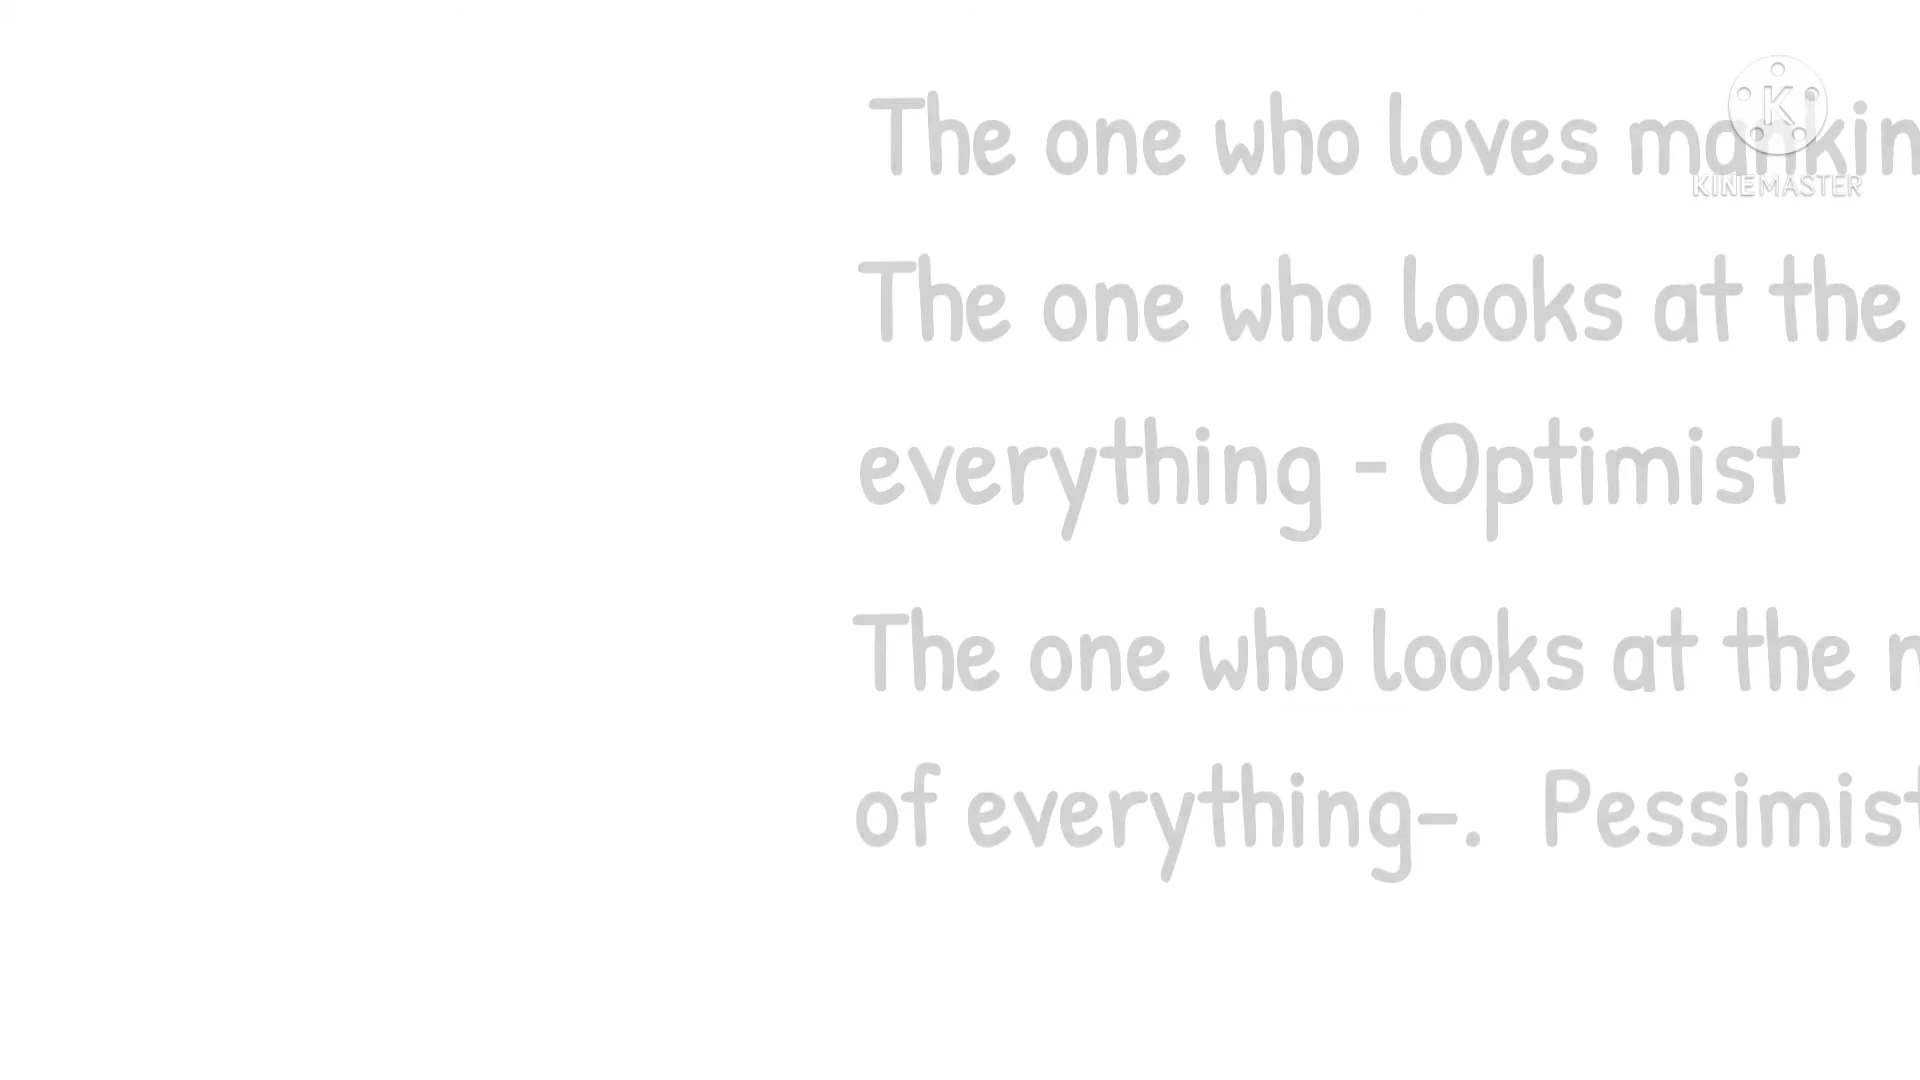 The one who loves
KINEMASTER
The one who looks at the
everything - Optimist
The one who looks at the
of everything-. Pessimist